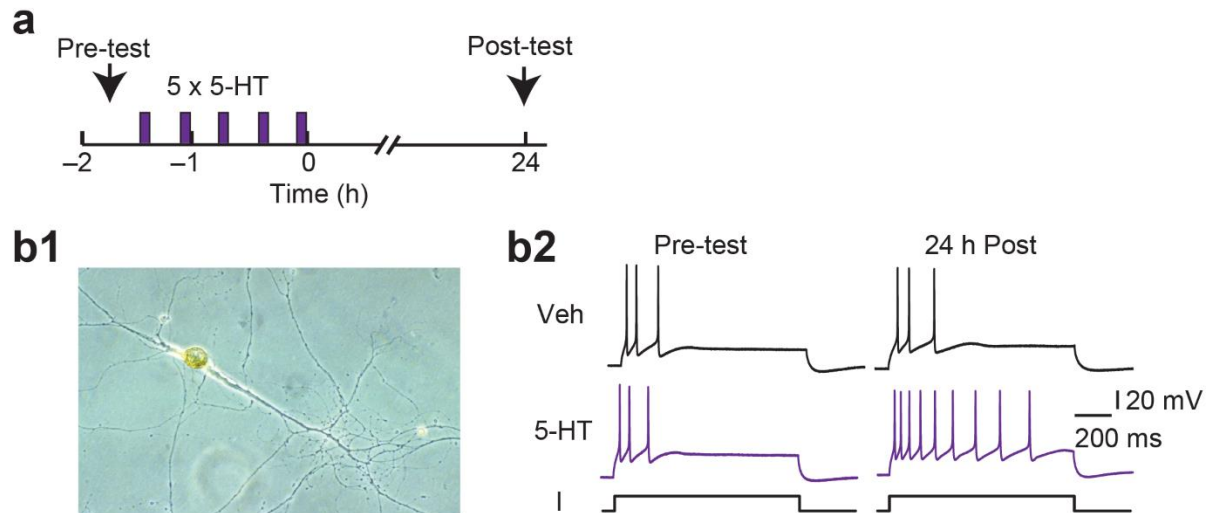 a
Pre-test
Post-test
5 x 5-HT
–2
–1
0
24
Time (h)
b1
b2
Pre-test
24 h Post
Veh
5-HT
20 mV
200 ms
I